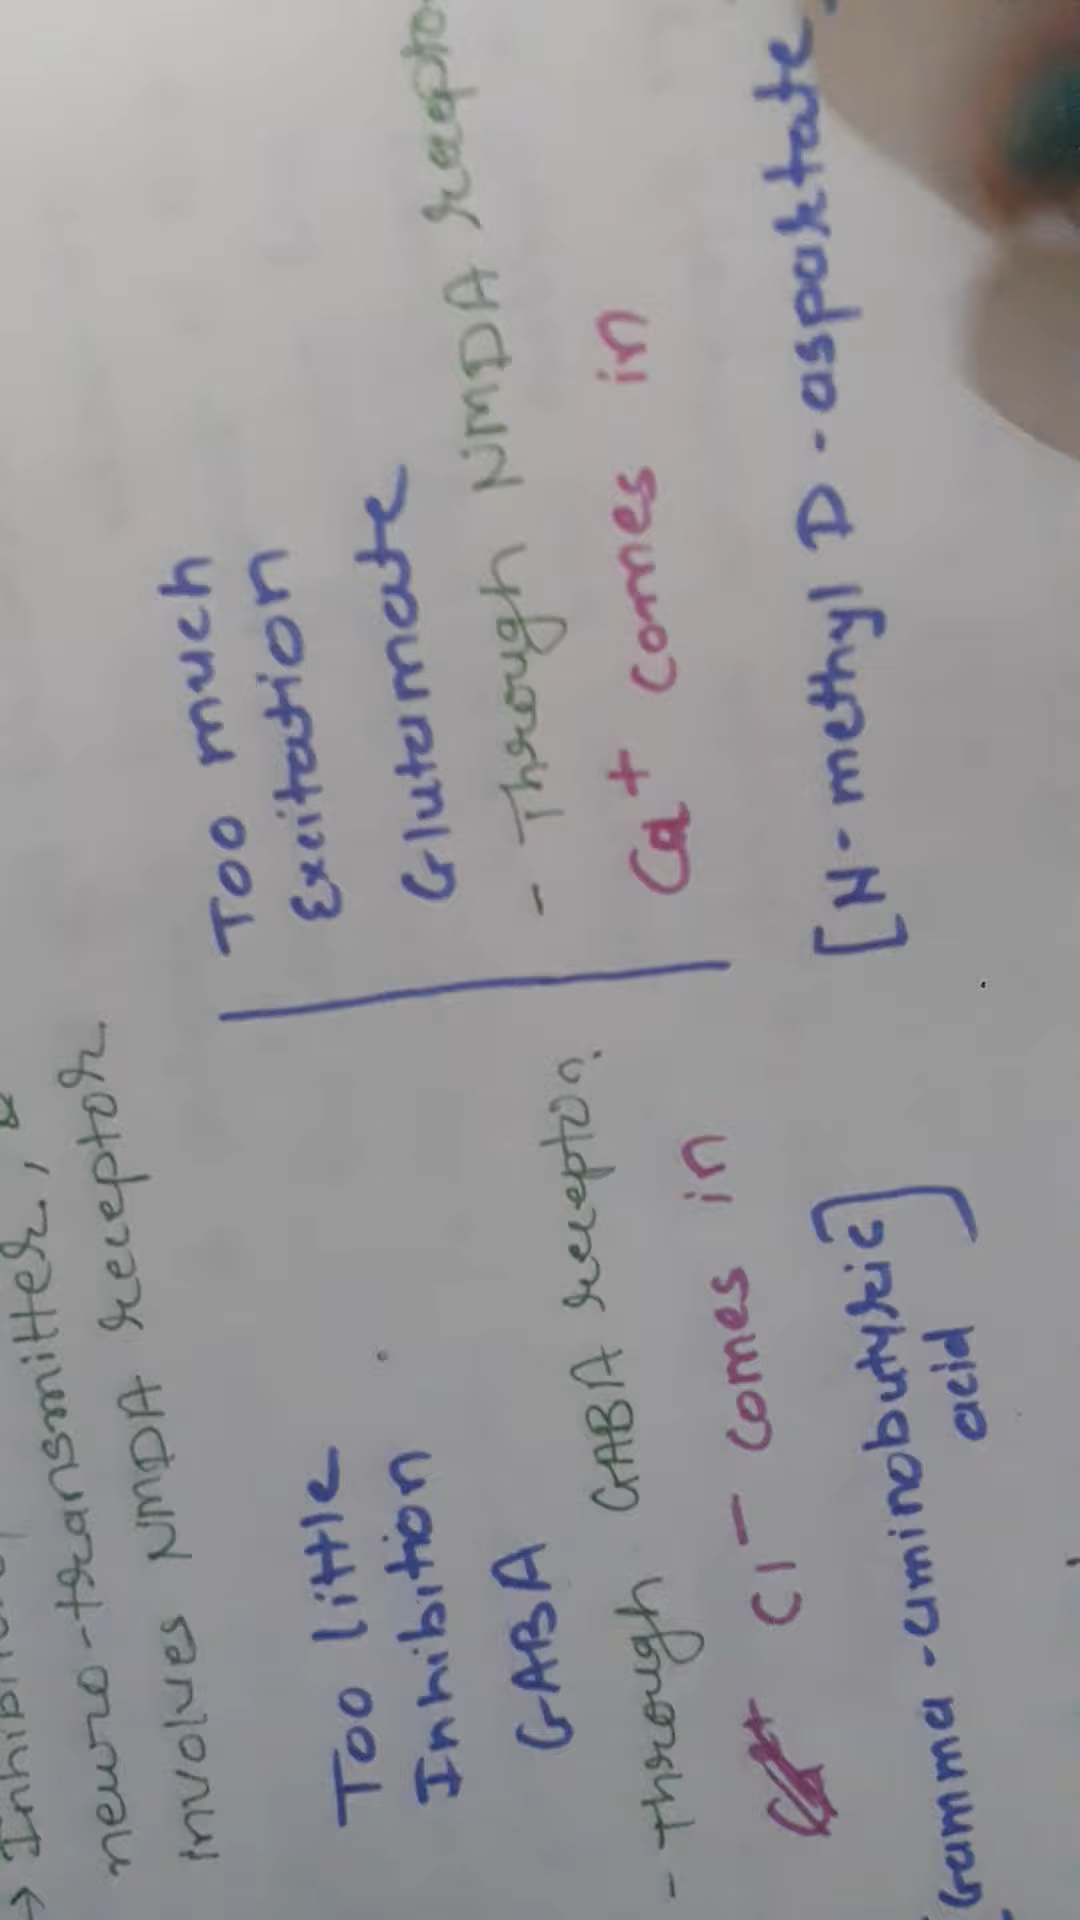 → Inhibi
neuro-transmitter, &
involves NMDA receptor
Too little
Inhibition
GABA
- through GABA receptor.
Cl- comes in
Gamma-aminobutyric]
acid
Too much
Excitation
Glutamate
- Through NMDA recepto
Ca+ comes in
[N-methyl D-aspartate